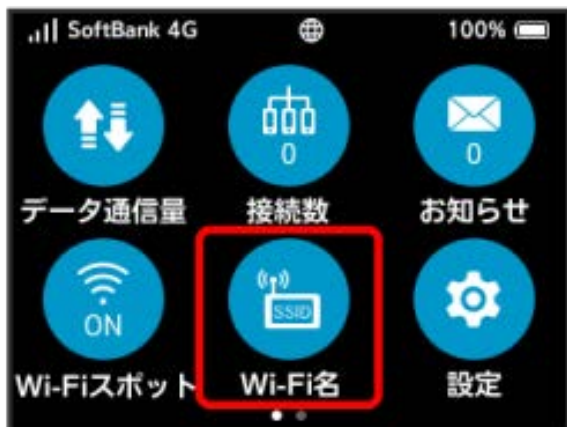 SoftBank 4G 100%
0 0
データ通信量 接続数 お知らせ
ON SSID
Wi-Fiスポット Wi-Fi名 設定